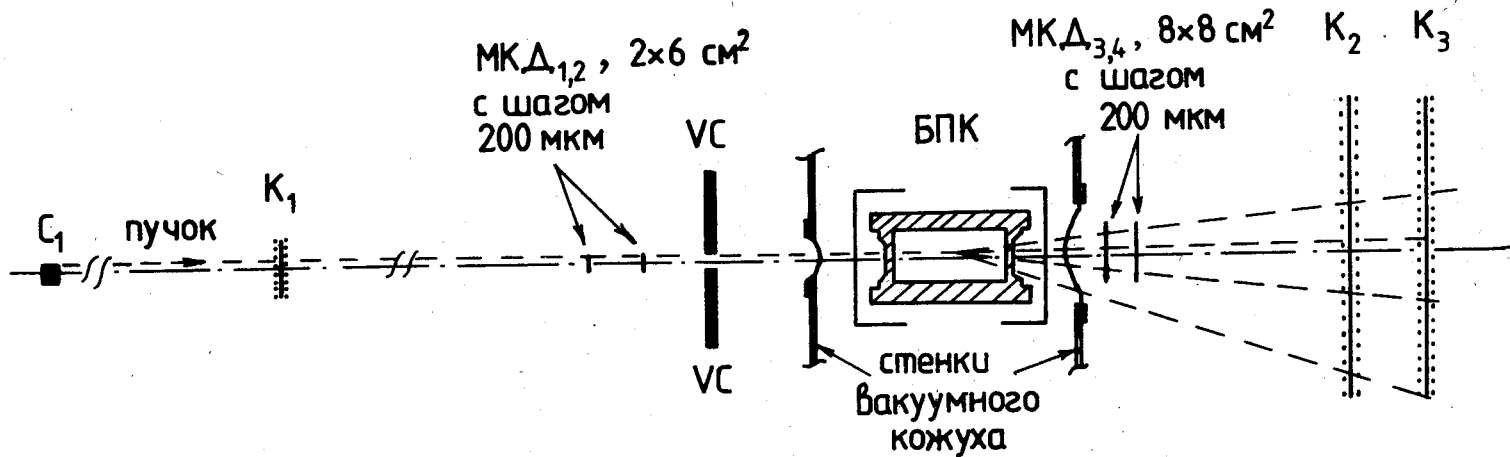 МКД₁,₂ , 2×6 см²
с шагом
200 мкм
МКД₃,₄, 8×8 см²
с шагом
200 мкм
K₂
K₃
VC
БПК
K₁
C₁
пучок
VC
стенки
вакуумного
кожуха